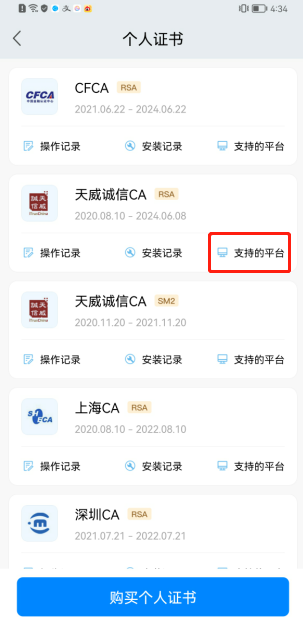 4:34
个人证书
CFCA
CFCA RSA
2021.06.22 - 2024.06.22
操作记录 安装记录 支持的平台
天威诚信CA RSA
2020.08.10 - 2024.06.08
操作记录 安装记录 支持的平台
天威诚信CA SM2
2020.11.20 - 2021.11.20
操作记录 安装记录 支持的平台
上海CA RSA
2020.08.10 - 2022.08.10
操作记录 安装记录 支持的平台
深圳CA RSA
2021.07.21 - 2022.07.21
购买个人证书